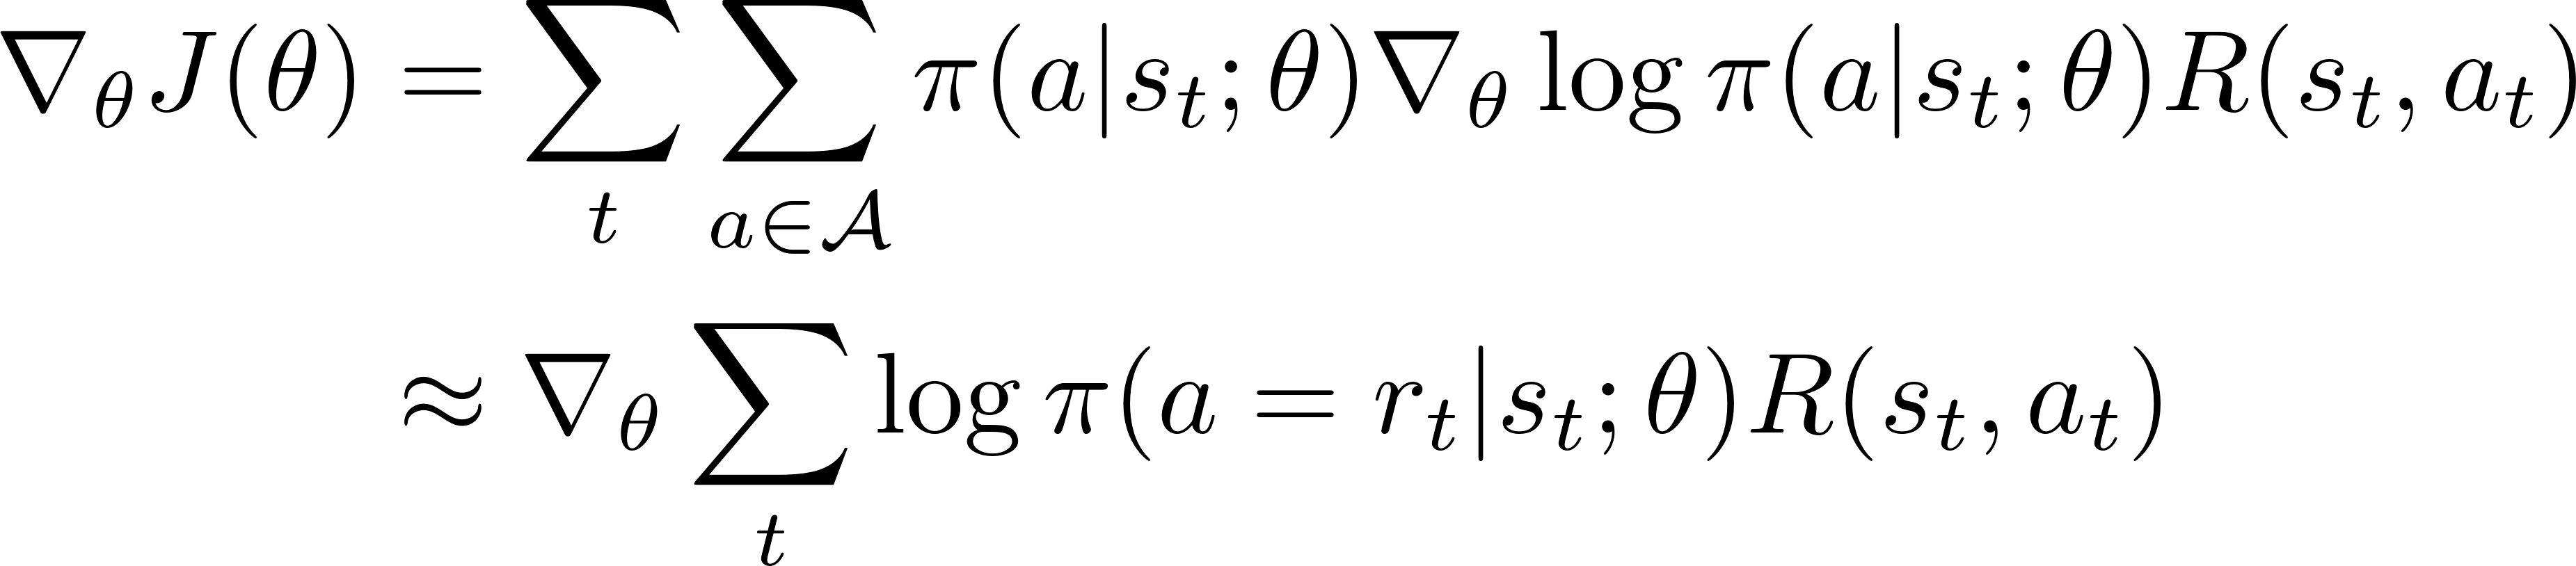 ∇_θ J(θ) = ∑_t ∑_{a∈𝒜} π(a|s_t; θ)∇_θ log π(a|s_t; θ)R(s_t, a_t)
≈ ∇_θ ∑_t log π(a = r_t|s_t; θ)R(s_t, a_t)